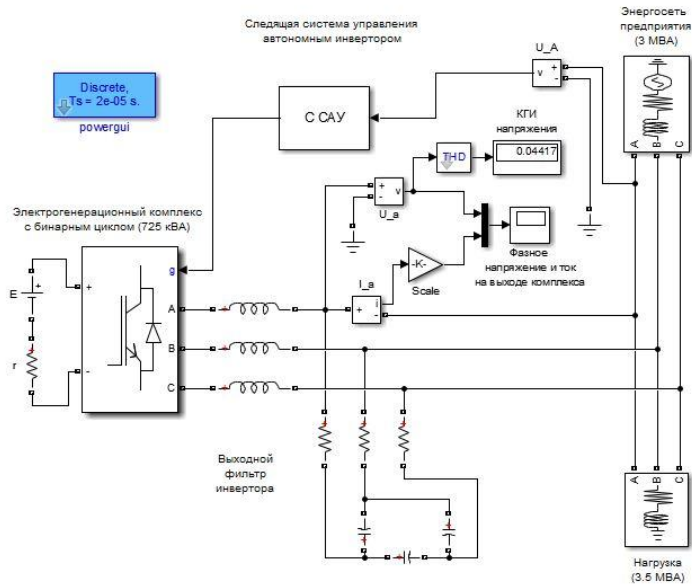 Следящая система управления
автономным инвертором
Энергосеть
предприятия
(3 МВА)
U_A
v
+
-
Discrete,
Ts = 2e-05 s.
powergui
С САУ
КГИ
напряжения
THD
0.04417
A
B
C
+
-
v
U_a
Электрогенерационный комплекс
с бинарным циклом (725 кВА)
-K-
Scale
Фазное
напряжение и ток
на выходе комплекса
I_a
+
i
-
g
E
+
A
B
r
-
C
Выходной
фильтр
инвертора
A
B
C
Нагрузка
(3.5 МВА)